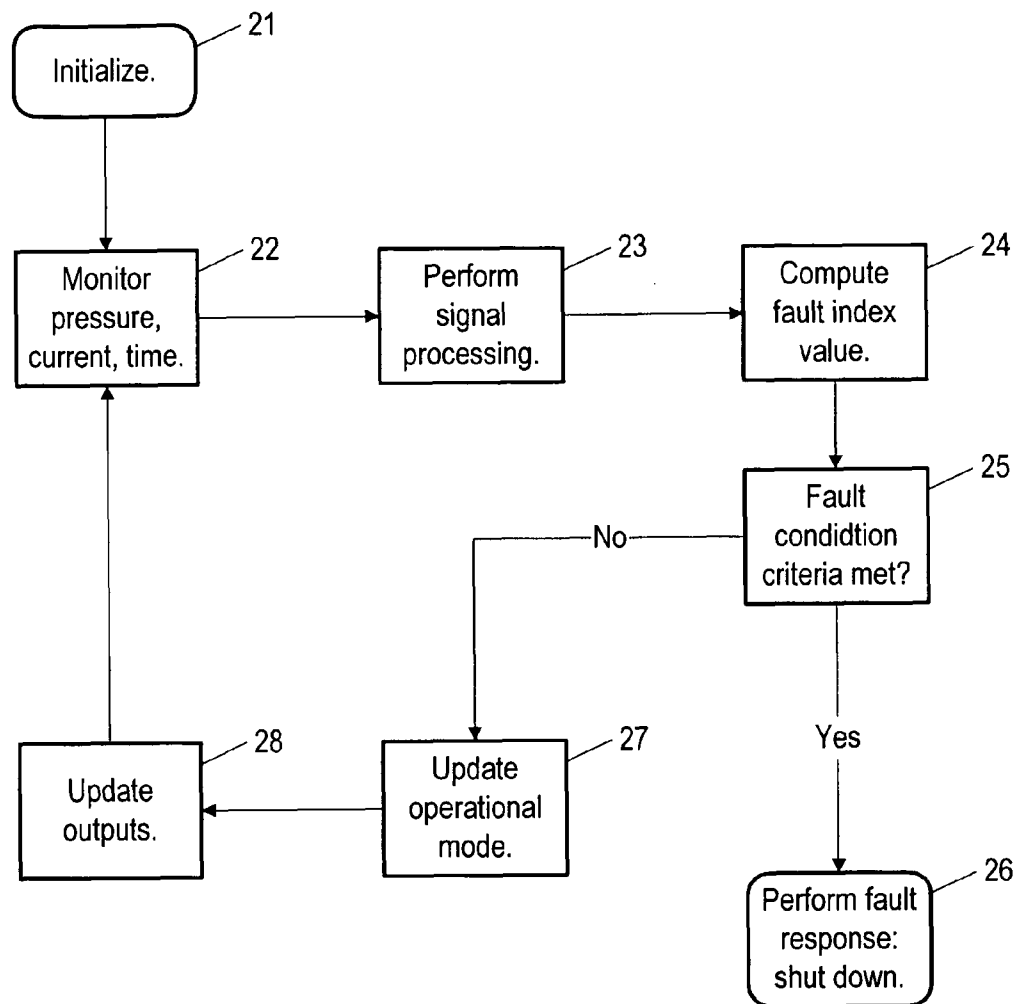 21
Initialize.
22
Monitor
pressure,
current, time.
23
Perform
signal
processing.
24
Compute
fault index
value.
25
Fault
condidtion
criteria met?
No
Yes
27
Update
operational
mode.
28
Update
outputs.
26
Perform fault
response:
shut down.